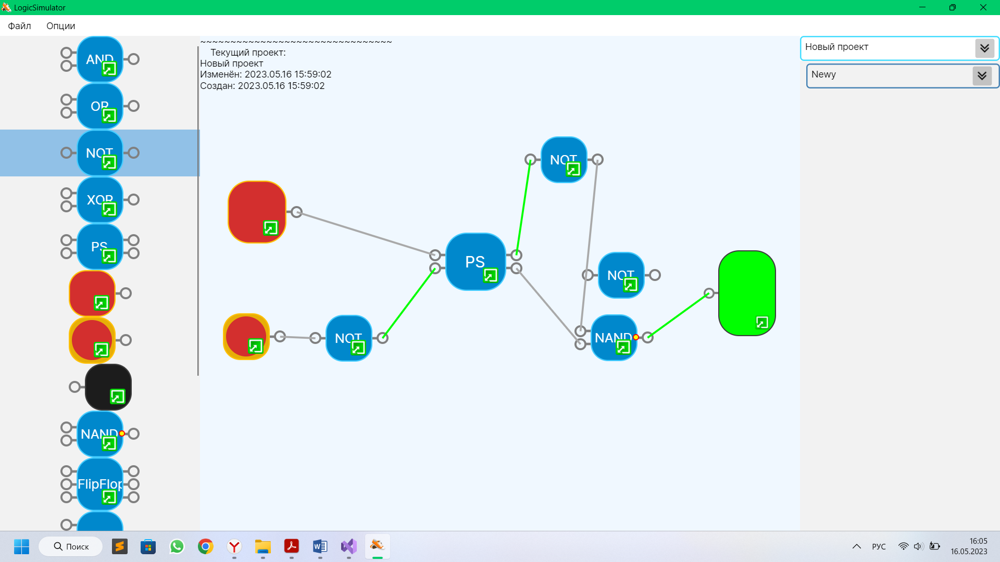 LogicSimulator
Файл Опции
AND
OR
NOT
XOR
PS
NAND
FlipFlop
~~~~~~~~~~~~~~~~~~~~~~~~~~~~~~~~
Текущий проект:
Новый проект
Изменён: 2023.05.16 15:59:02
Создан: 2023.05.16 15:59:02
NOT
PS
NOT
NOT
NAND
Новый проект
Newy
Поиск
РУС
16:05
16.05.2023